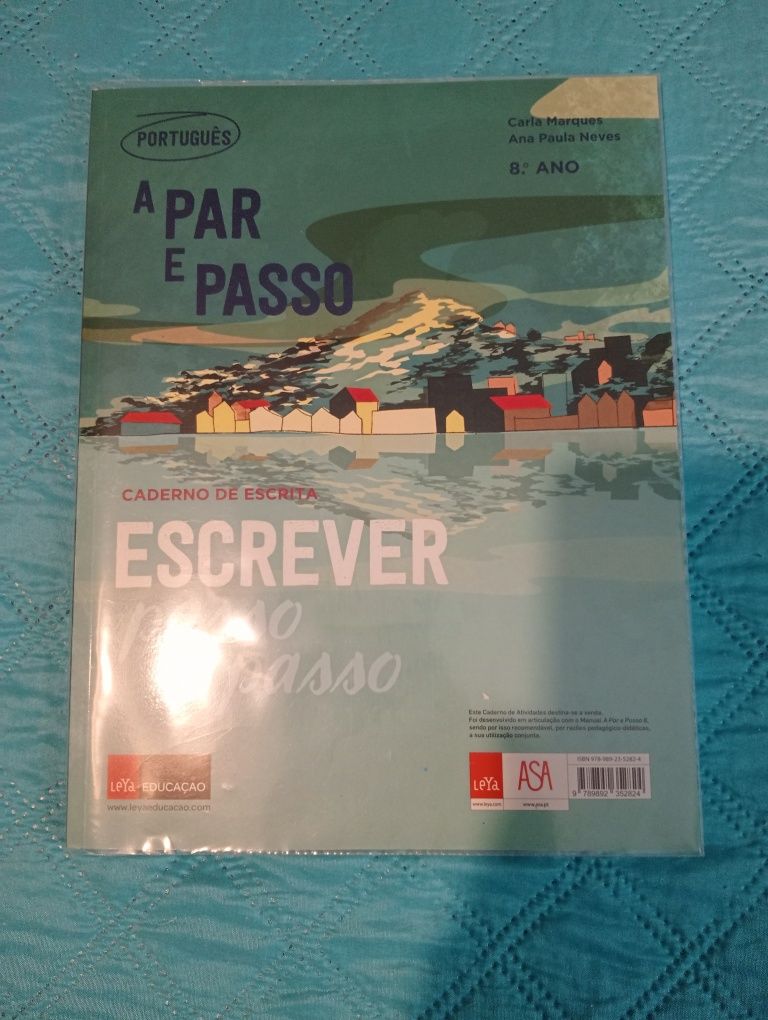 PORTUGUÊS
Carla Marques
Ana Paula Neves
8.º ANO
A PAR
E PASSO
CADERNO DE ESCRITA
ESCREVER
passo
passo
Este Caderno de Atividades destina-se a venda.
Foi desenvolvido em articulação com o Manual A Par e Passo 8,
sendo por isso recomendável, por razões pedagógico-didáticas,
a sua utilização conjunta.
LEYA EDUCAÇÃO
www.leyaeducacao.com
LEYA
www.leya.com
ASA
www.asa.pt
ISBN 978-989-23-5282-4
9 789892 352824